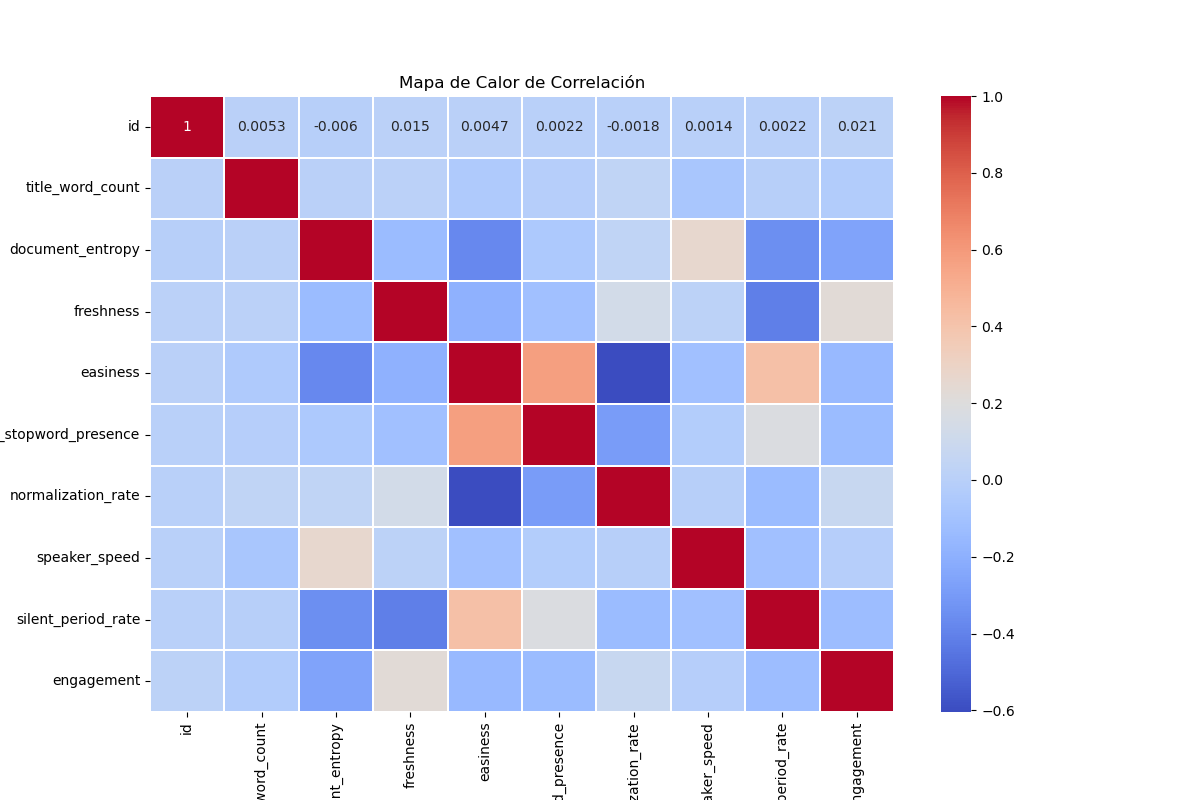 Mapa de Calor de Correlación
id
1 0.0053 -0.006 0.015 0.0047 0.0022 -0.0018 0.0014 0.0022 0.021
title_word_count
document_entropy
freshness
easiness
_stopword_presence
normalization_rate
speaker_speed
silent_period_rate
engagement
id
word_count
nt_entropy
freshness
easiness
d_presence
zation_rate
aker_speed
period_rate
ngagement
1.0
0.8
0.6
0.4
0.2
0.0
−0.2
−0.4
−0.6